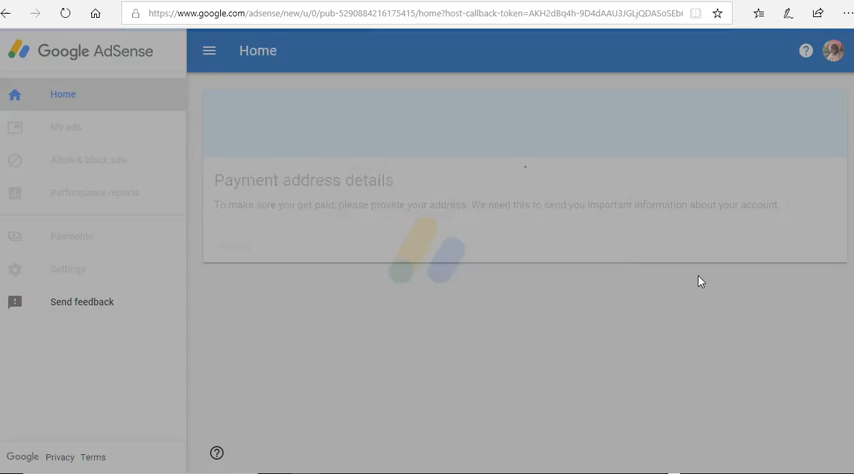 https://www.google.com/adsense/new/u/0/pub-5290884216175415/home?host-callback-token=
Google AdSense
Home
Home
My ads
Allow & block ads
Performance reports
Payments
Settings
Send feedback
Payment address details
To make sure you get paid, please provide your address. We need this to send you important information about your account.
Google Privacy Terms